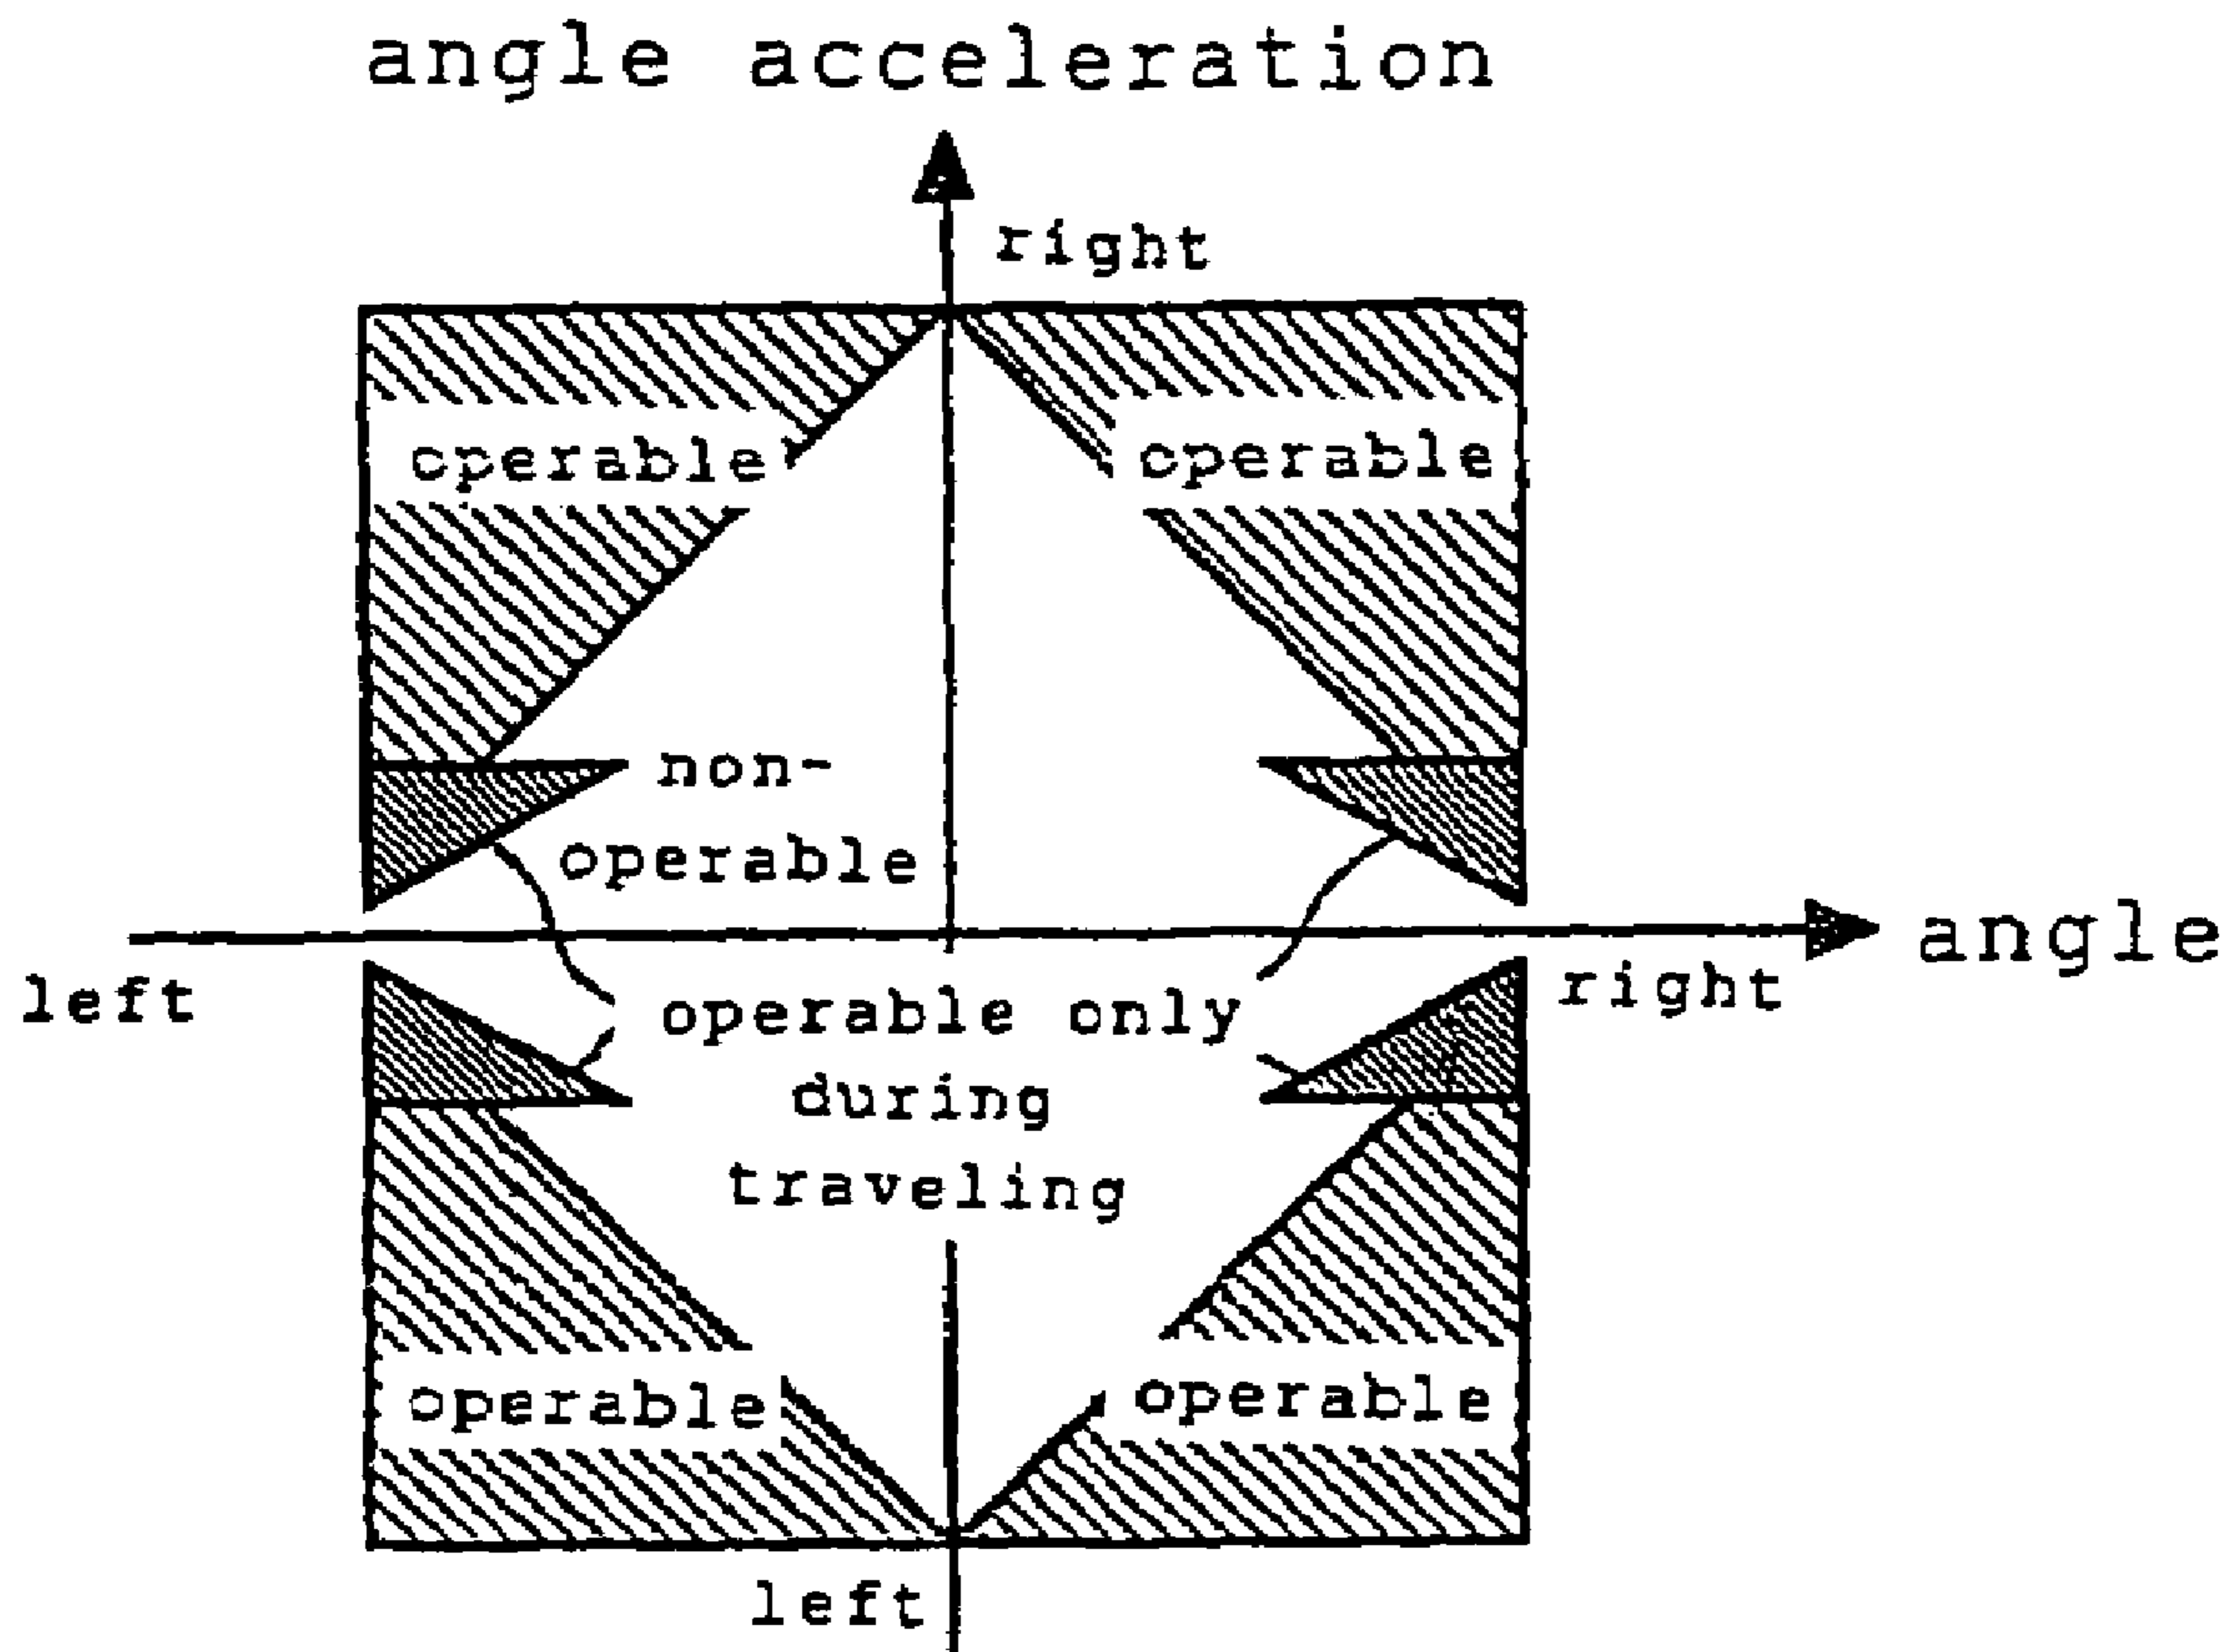 angle acceleration
right
operable
operable
non-
operable
angle
left
right
operable only
during
traveling
operable
operable
left